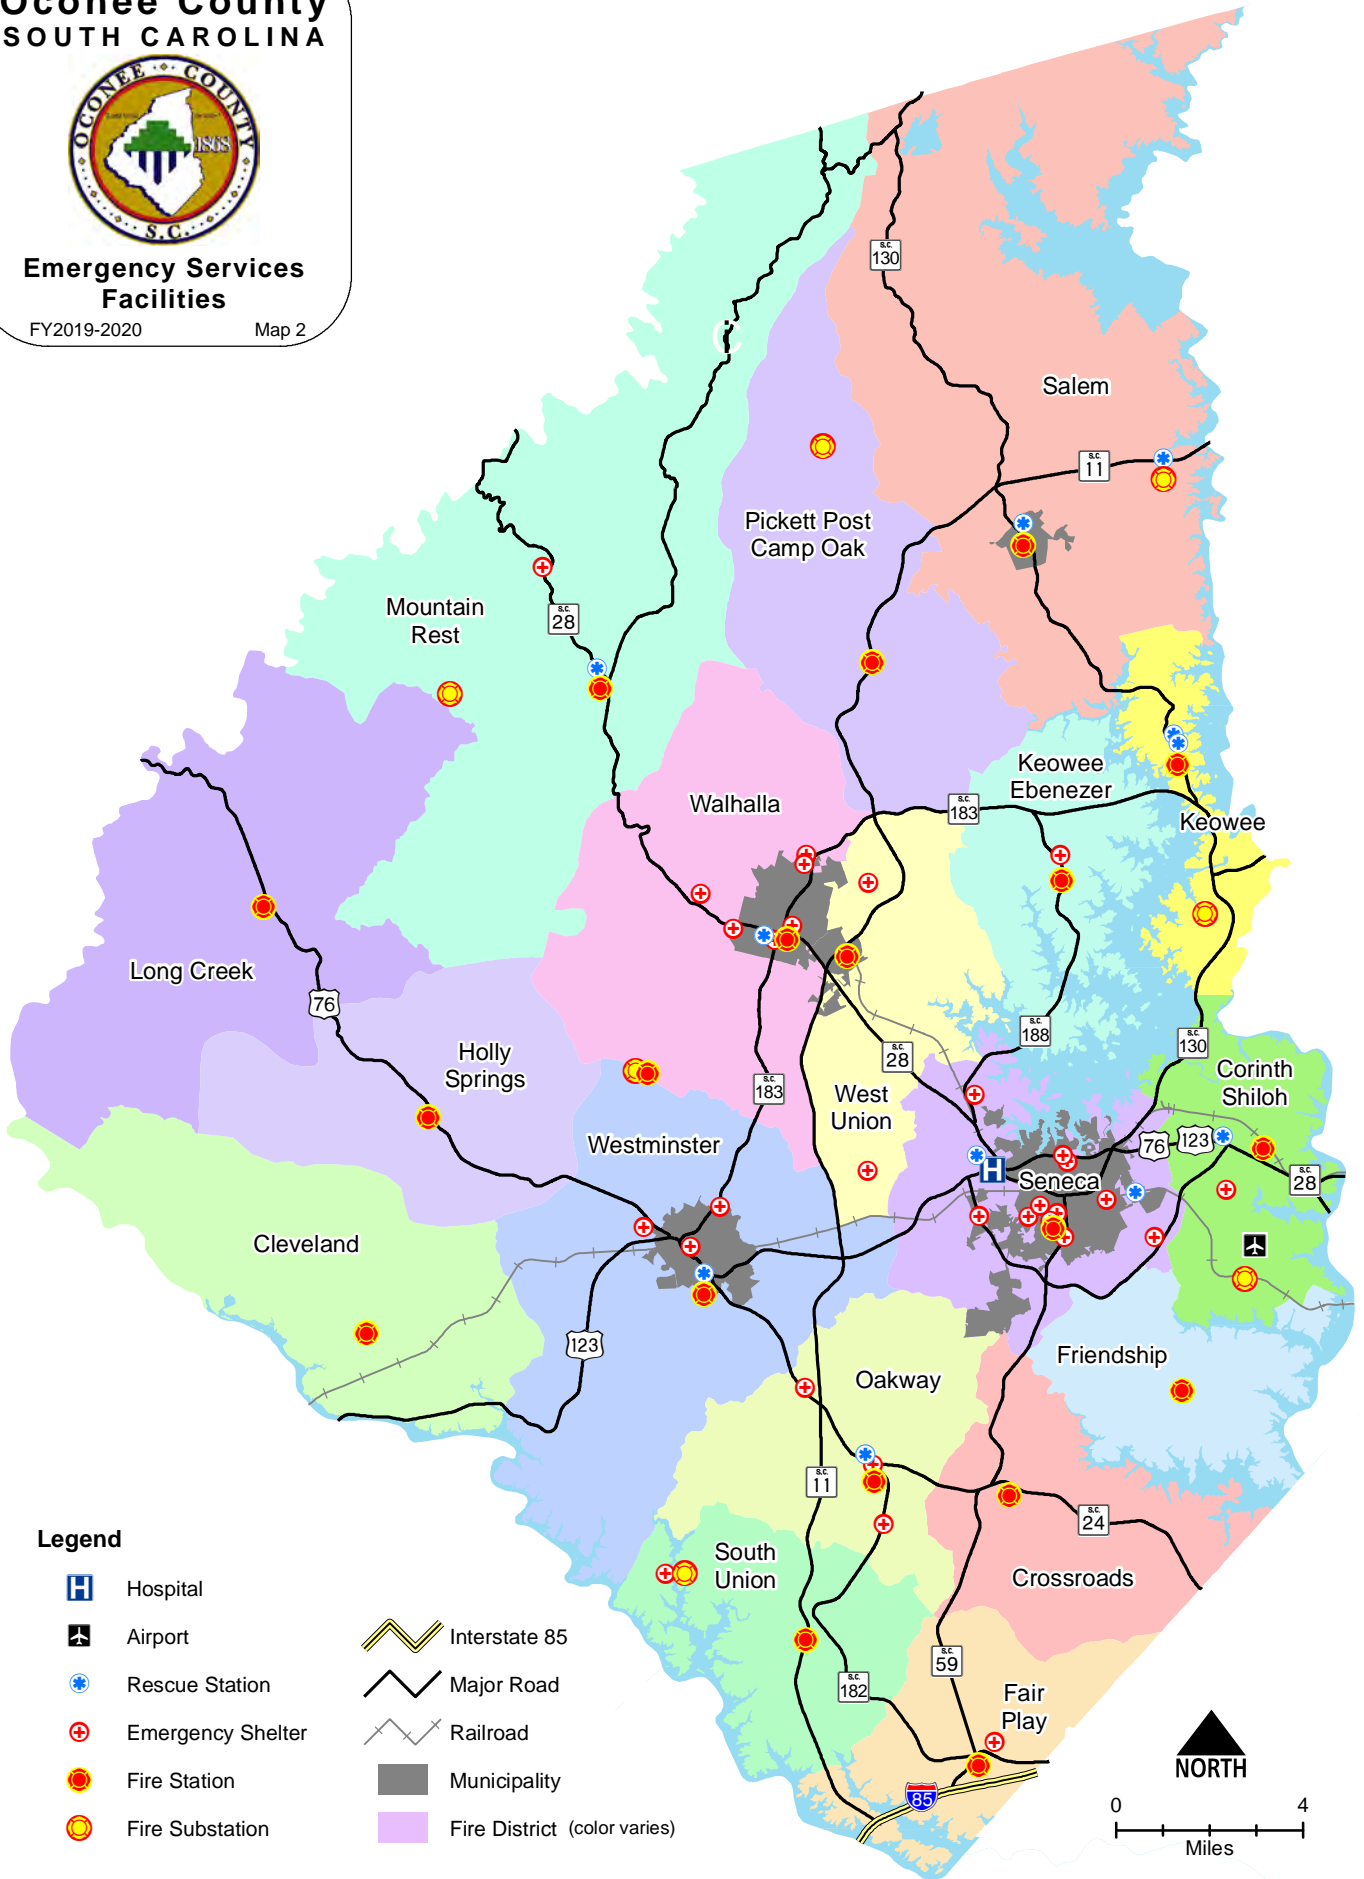 Oconee County
SOUTH CAROLINA
OCONEE COUNTY
1868
S.C.
Emergency Services
Facilities
FY2019-2020
Map 2
S.C.
130
Salem
S.C.
11
Pickett Post
Camp Oak
Mountain
Rest
S.C.
28
Keowee
Ebenezer
Walhalla
S.C.
183
Keowee
Long Creek
76
Holly
Springs
S.C.
188
S.C.
130
S.C.
28
Corinth
Shiloh
S.C.
183
West
Union
Westminster
76
123
Seneca
S.C.
28
Cleveland
123
Friendship
Oakway
S.C.
11
S.C.
24
South
Union
Crossroads
S.C.
59
S.C.
182
Fair
Play
85
Legend
Hospital
Airport
Rescue Station
Emergency Shelter
Fire Station
Fire Substation
Interstate 85
Major Road
Railroad
Municipality
Fire District (color varies)
NORTH
0 4
Miles